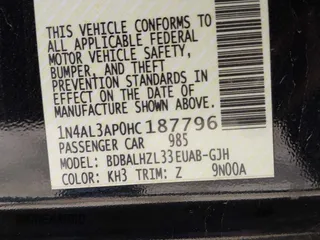 THIS VEHICLE CONFORMS TO
ALL APPLICABLE FEDERAL
MOTOR VEHICLE SAFETY,
BUMPER, AND THEFT
PREVENTION STANDARDS
IN EFFECT ON THE DATE OF
MANUFACTURE SHOWN ABOVE.
1N4AL3AP0HC187796
PASSENGER CAR 985
MODEL: BDBALHZL33EUAB-GJH
COLOR: KH3 TRIM: Z 9N00A